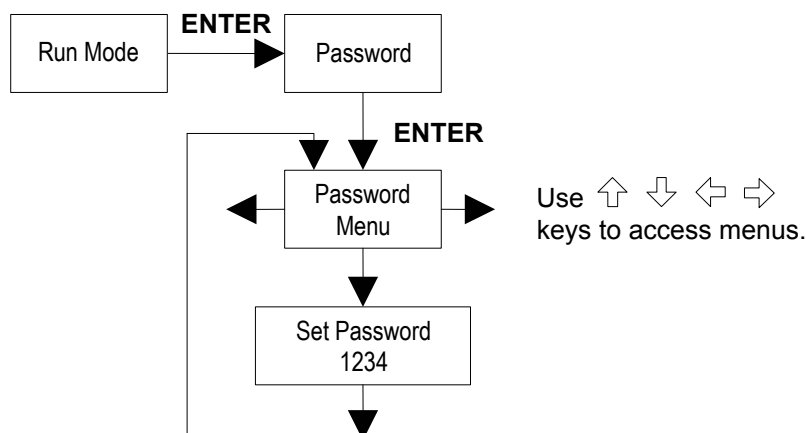 ENTER
Run Mode
Password
ENTER
Password
Menu
Use ⇧ ⇩ ⇦ ⇨
keys to access menus.
Set Password
1234